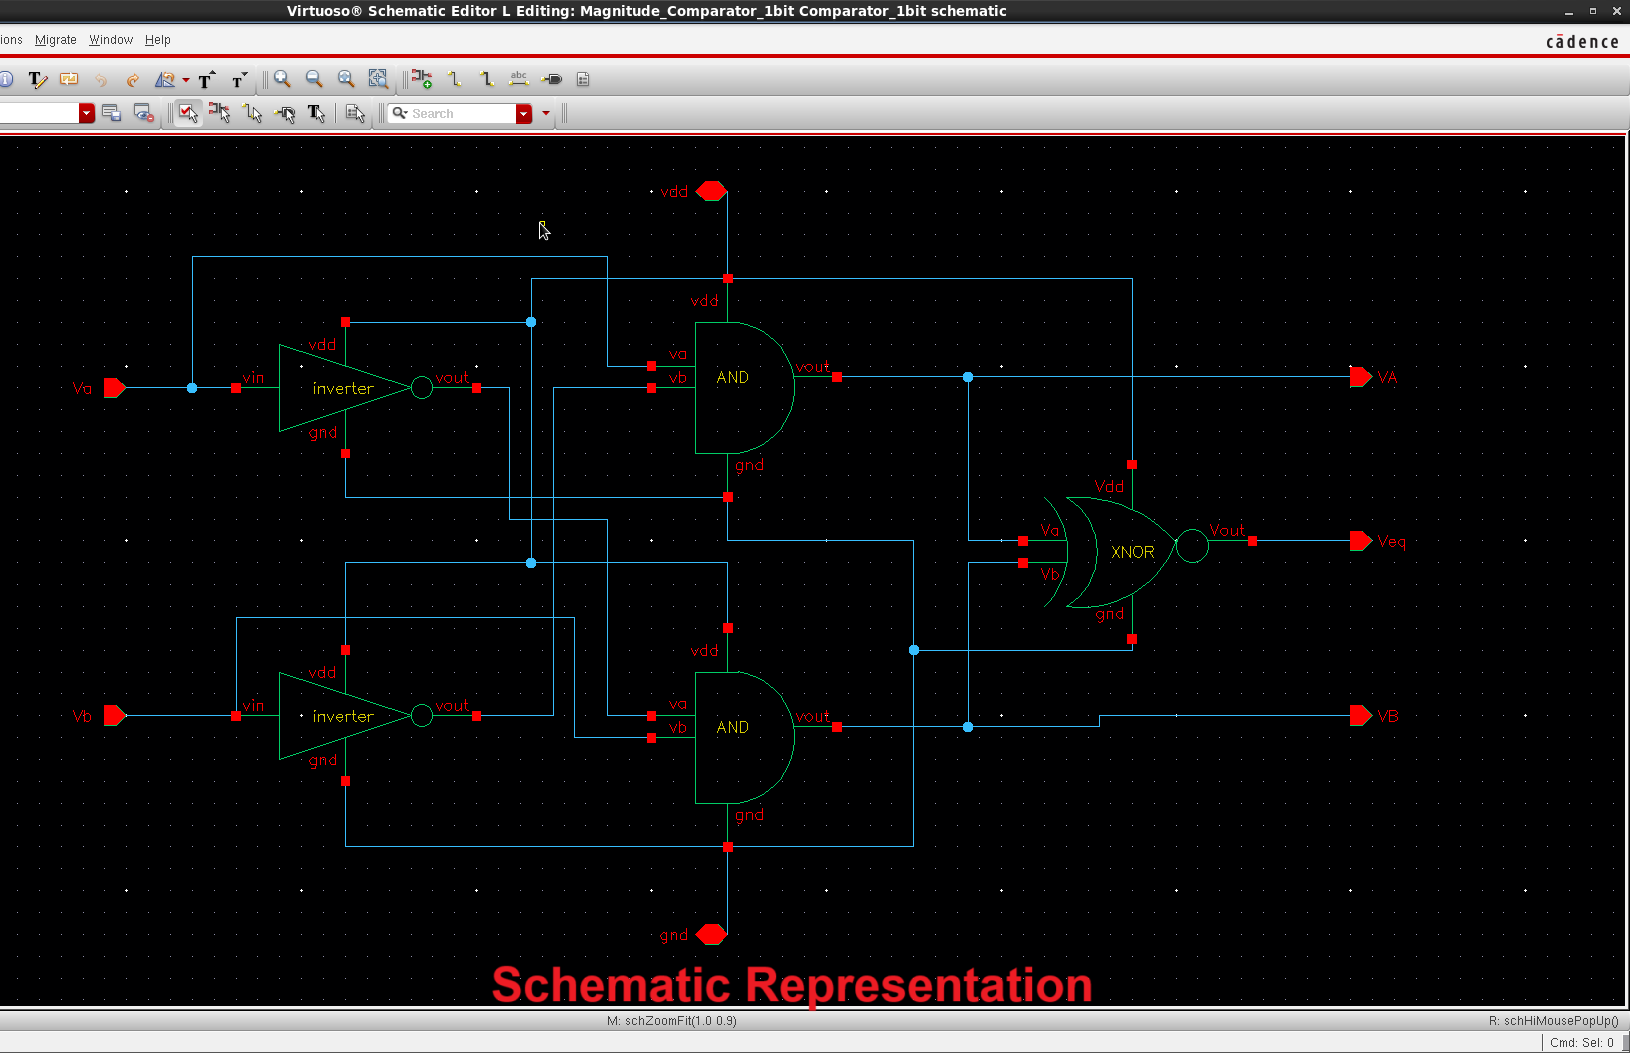 Virtuoso® Schematic Editor L Editing: Magnitude_Comparator_1bit Comparator_1bit schematic
ions Migrate Window Help
cādence
abc
Search
vdd
vdd
vdd
va
Va
vin
vout
inverter
vb
AND
vout
VA
gnd
gnd
Vdd
Va
Vout
XNOR
Veq
Vb
gnd
vdd
vdd
Vb
vin
vout
inverter
va
vb
AND
vout
VB
gnd
gnd
gnd
Schematic Representation
M: schZoomFit(1.0 0.9)
R: schHiMousePopUp()
Cmd: Sel: 0